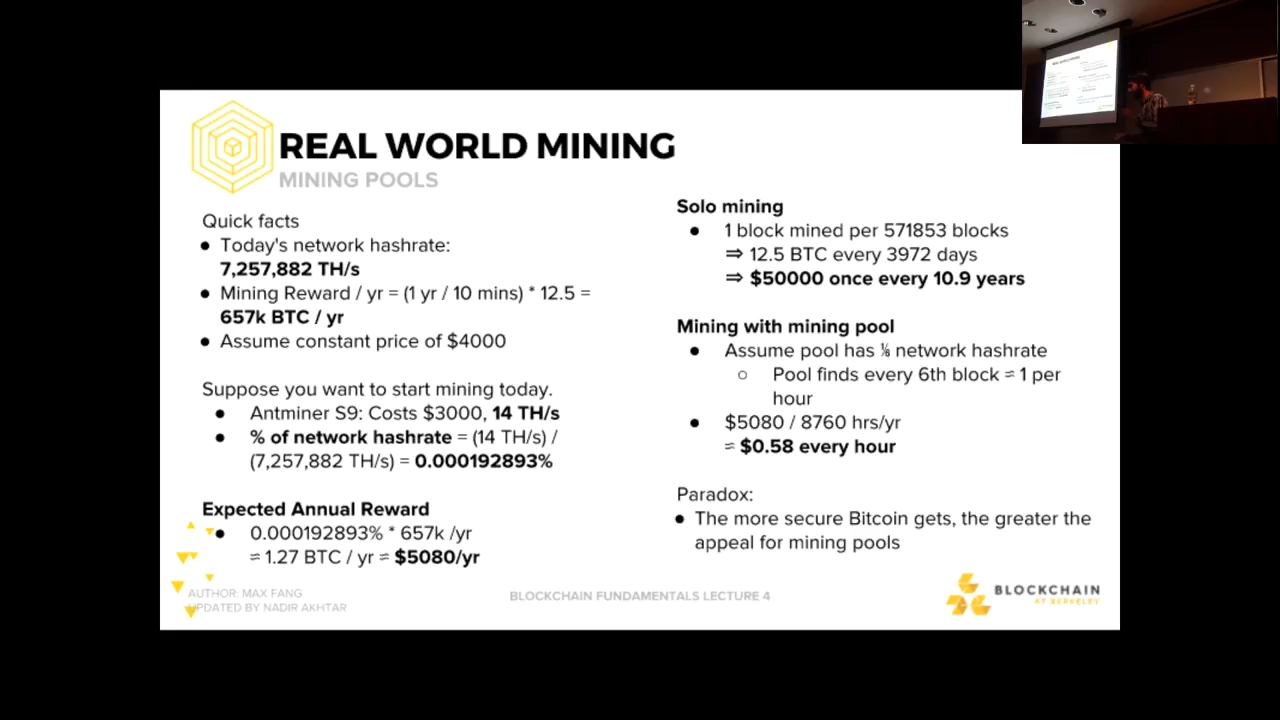 REAL WORLD MINING
MINING POOLS
Quick facts
● Today's network hashrate:
7,257,882 TH/s
● Mining Reward / yr = (1 yr / 10 mins) * 12.5 =
657k BTC / yr
● Assume constant price of $4000
Suppose you want to start mining today.
● Antminer S9: Costs $3000, 14 TH/s
● % of network hashrate = (14 TH/s) /
(7,257,882 TH/s) = 0.000192893%
Expected Annual Reward
● 0.000192893% * 657k /yr
≈ 1.27 BTC / yr ≈ $5080/yr
Solo mining
● 1 block mined per 571853 blocks
⇒ 12.5 BTC every 3972 days
⇒ $50000 once every 10.9 years
Mining with mining pool
● Assume pool has ⅙ network hashrate
○ Pool finds every 6th block ≈ 1 per
hour
● $5080 / 8760 hrs/yr
≈ $0.58 every hour
Paradox:
● The more secure Bitcoin gets, the greater the
appeal for mining pools
AUTHOR: MAX FANG
UPDATED BY NADIR AKHTAR
BLOCKCHAIN FUNDAMENTALS LECTURE 4
BLOCKCHAIN
AT BERKELEY